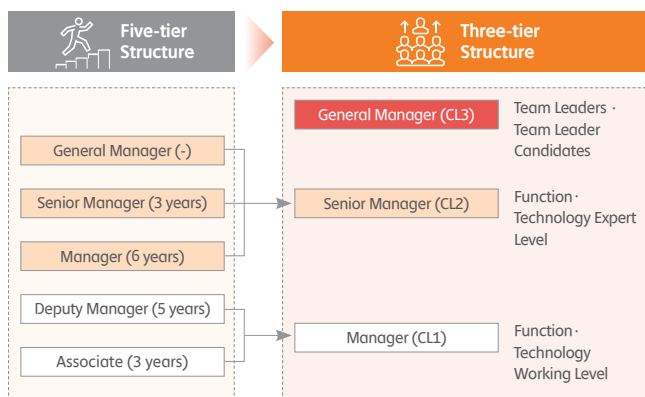 Five-tier
Structure
Three-tier
Structure
General Manager (-)
Senior Manager (3 years)
Manager (6 years)
Deputy Manager (5 years)
Associate (3 years)
General Manager (CL3)
Team Leaders ·
Team Leader
Candidates
Senior Manager (CL2)
Function ·
Technology Expert
Level
Manager (CL1)
Function ·
Technology
Working Level